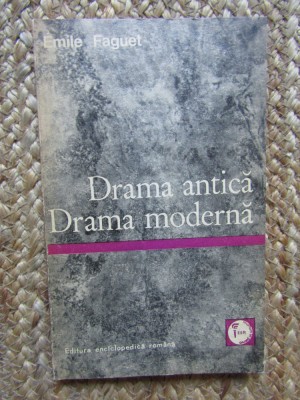 Emile Faguet
Drama antică
Drama modernă
Editura enciclopedică română